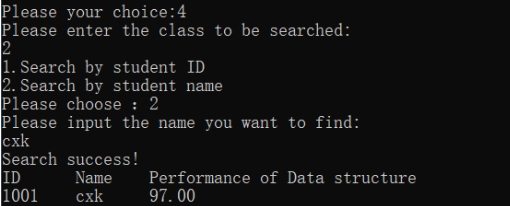 Please your choice:4
Please enter the class to be searched:
2
1.Search by student ID
2.Search by student name
Please choose : 2
Please input the name you want to find:
cxk
Search success!
ID Name Performance of Data structure
1001 cxk 97.00